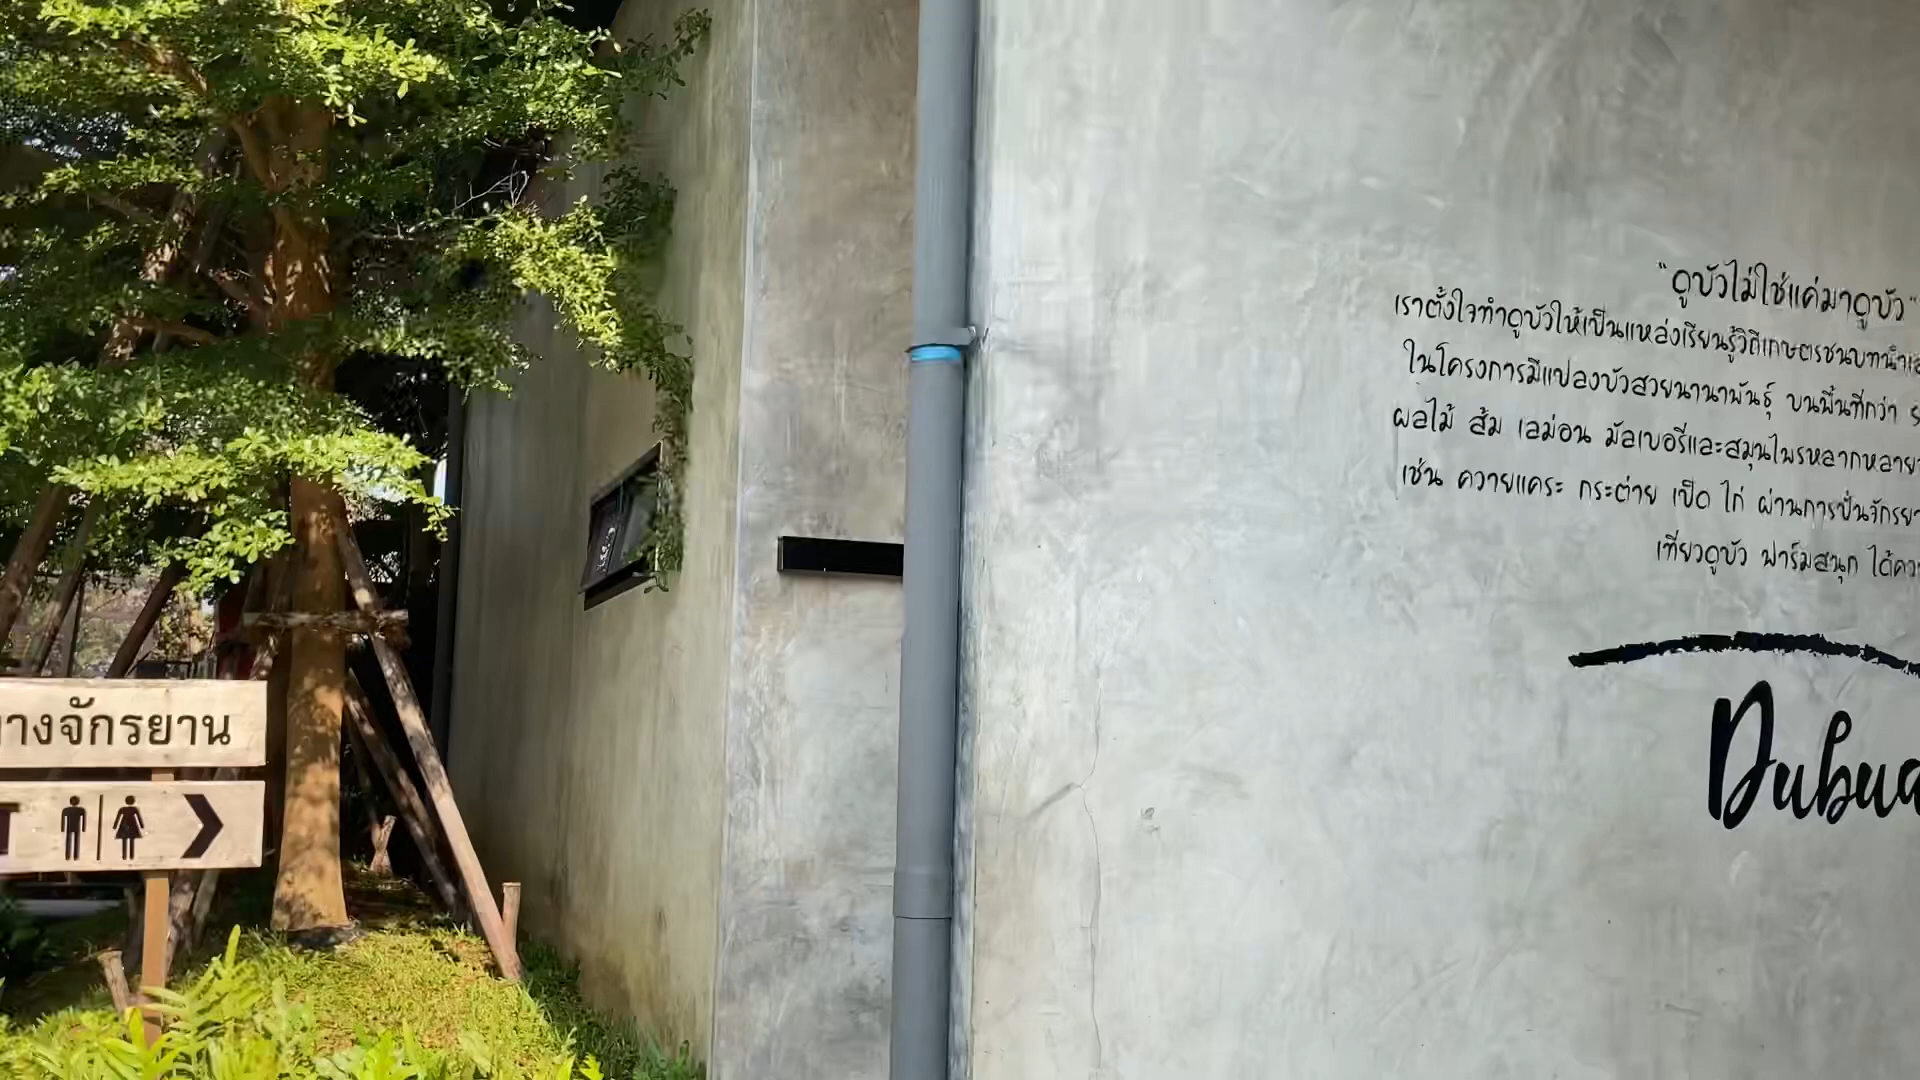 "ดูบัวไม่ใช่แค่มาดูบัว"
เราตั้งใจทำดูบัวให้เป็นแหล่งเรียนรู้วิถีเกษตรชนบทนำ
ในโครงการมีแปลงบัวสวยนานาพันธุ์ บนพื้นที่กว่า
ผลไม้ ส้ม เลม่อน มัลเบอรี่และสมุนไพรหลากหลาย
เช่น ควายแคระ กระต่าย เป็ด ไก่ ผ่านการปั่นจักรยา
เที่ยวดูบัว ฟาร์มสนุก ได้ควา
Dubua
ทางจักรยาน